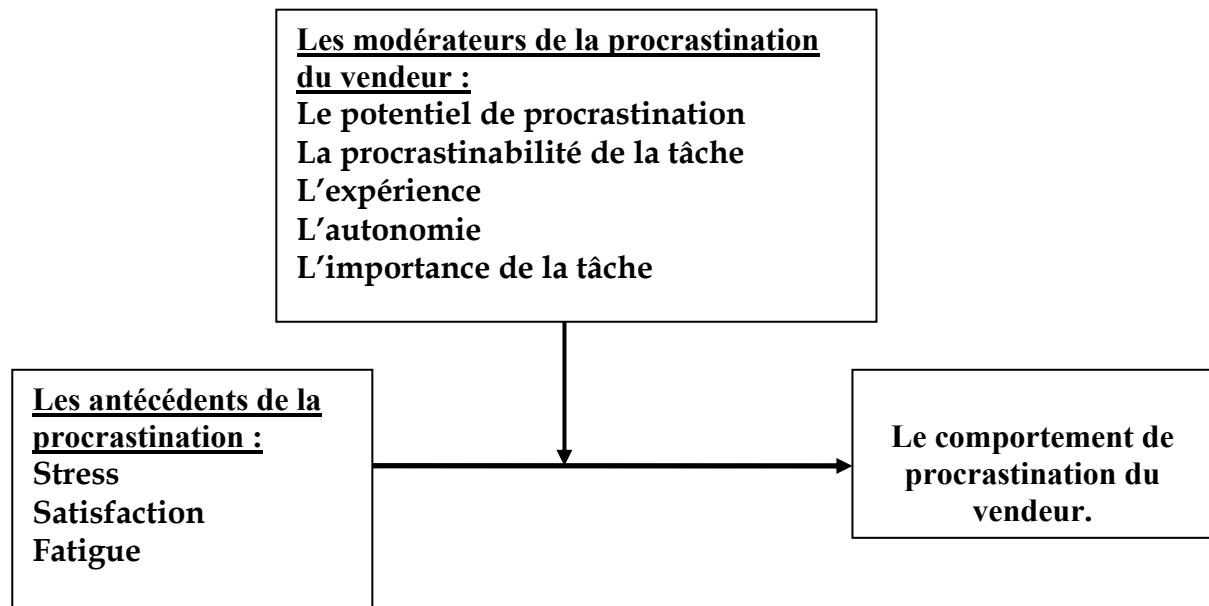 Les modérateurs de la procrastination
du vendeur :
Le potentiel de procrastination
La procrastinabilité de la tâche
L’expérience
L’autonomie
L’importance de la tâche
Les antécédents de la
procrastination :
Stress
Satisfaction
Fatigue
Le comportement de
procrastination du
vendeur.